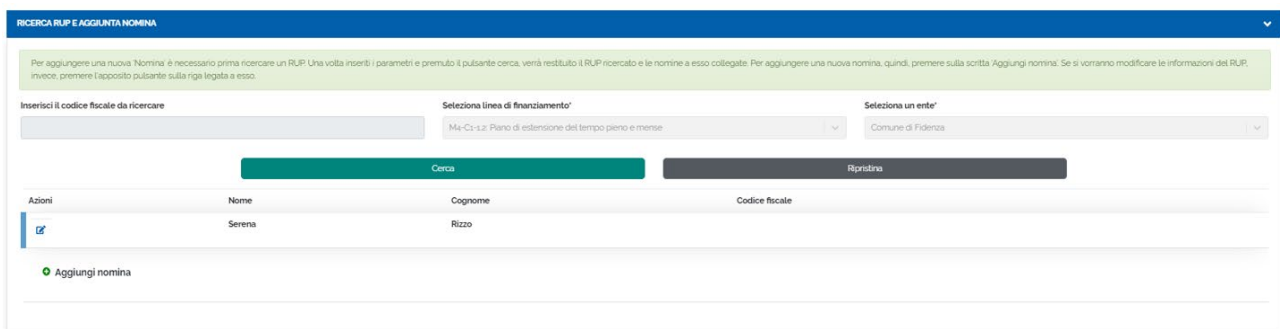 RICERCA RUP E AGGIUNTA NOMINA
Per aggiungere una nuova 'Nomina' è necessario prima ricercare un RUP. Una volta inseriti i parametri e premuto il pulsante cerca, verrà restituito il RUP ricercato e le nomine a esso collegate. Per aggiungere una nuova nomina, quindi, premere sulla scritta 'Aggiungi nomina'. Se si vorranno modificare le informazioni del RUP,
invece, premere l'apposito pulsante sulla riga legata a esso.
Inserisci il codice fiscale da ricercare Seleziona linea di finanziamento* Seleziona un ente*
M4-C1-1.2: Piano di estensione del tempo pieno e mense Comune di Fidenza
Cerca Ripristina
Azioni Nome Cognome Codice fiscale
Serena Rizzo
Aggiungi nomina